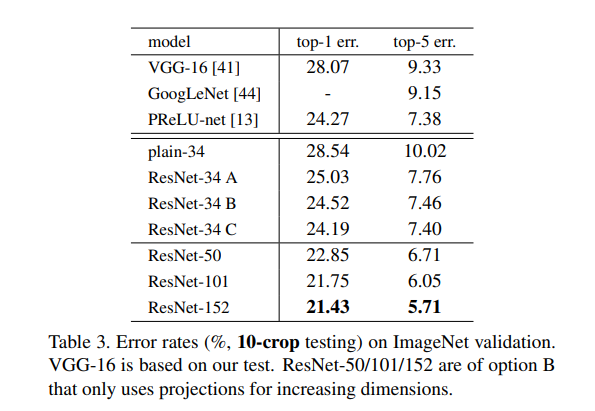 model top-1 err. top-5 err.
VGG-16 [41] 28.07 9.33
GoogLeNet [44] - 9.15
PReLU-net [13] 24.27 7.38
plain-34 28.54 10.02
ResNet-34 A 25.03 7.76
ResNet-34 B 24.52 7.46
ResNet-34 C 24.19 7.40
ResNet-50 22.85 6.71
ResNet-101 21.75 6.05
ResNet-152 21.43 5.71
Table 3. Error rates (%, 10-crop testing) on ImageNet validation.
VGG-16 is based on our test. ResNet-50/101/152 are of option B
that only uses projections for increasing dimensions.